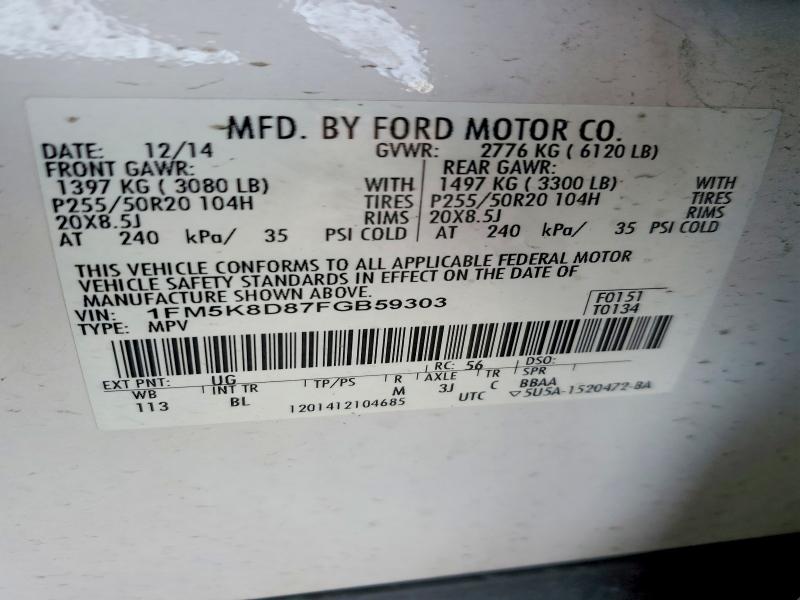 MFD. BY FORD MOTOR CO.
DATE: 12/14 GVWR: 2776 KG ( 6120 LB)
FRONT GAWR: REAR GAWR:
1397 KG ( 3080 LB) WITH 1497 KG ( 3300 LB) WITH
P255/50R20 104H TIRES P255/50R20 104H TIRES
20X8.5J RIMS 20X8.5J RIMS
AT 240 kPa/ 35 PSI COLD AT 240 kPa/ 35 PSI COLD
THIS VEHICLE CONFORMS TO ALL APPLICABLE FEDERAL MOTOR
VEHICLE SAFETY STANDARDS IN EFFECT ON THE DATE OF
MANUFACTURE SHOWN ABOVE.
VIN: 1FM5K8D87FGB59303 F0151
TYPE: MPV T0134
EXT PNT: UG RC: 56 DSO:
WB INT TR TP/PS R AXLE TR SPR
113 BL M 3J C BBAA
1201412104685 UTC ▽5U5A-1520472-BA